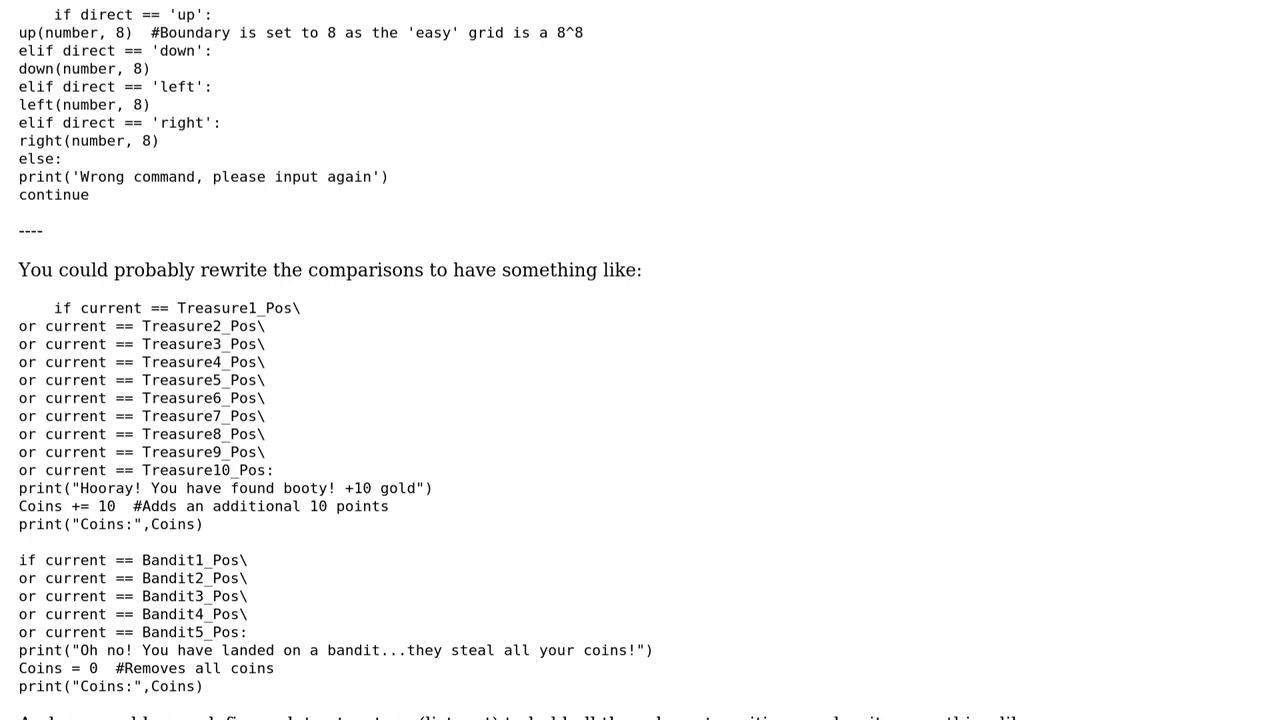 if direct == 'up':
up(number, 8)  #Boundary is set to 8 as the 'easy' grid is a 8^8
elif direct == 'down':
down(number, 8)
elif direct == 'left':
left(number, 8)
elif direct == 'right':
right(number, 8)
else:
print('Wrong command, please input again')
continue
----
You could probably rewrite the comparisons to have something like:
if current == Treasure1_Pos\
or current == Treasure2_Pos\
or current == Treasure3_Pos\
or current == Treasure4_Pos\
or current == Treasure5_Pos\
or current == Treasure6_Pos\
or current == Treasure7_Pos\
or current == Treasure8_Pos\
or current == Treasure9_Pos\
or current == Treasure10_Pos:
print("Hooray! You have found booty! +10 gold")
Coins += 10  #Adds an additional 10 points
print("Coins:",Coins)
if current == Bandit1_Pos\
or current == Bandit2_Pos\
or current == Bandit3_Pos\
or current == Bandit4_Pos\
or current == Bandit5_Pos:
print("Oh no! You have landed on a bandit...they steal all your coins!")
Coins = 0  #Removes all coins
print("Coins:",Coins)